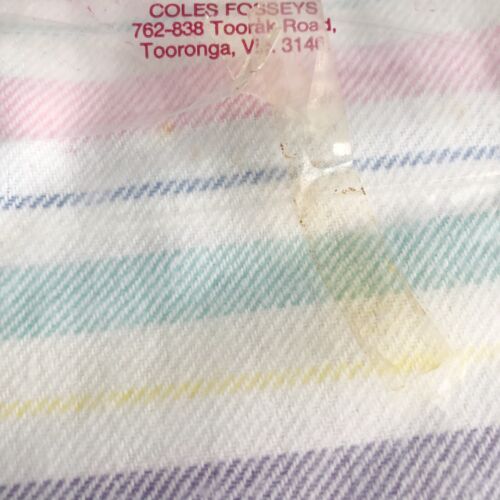 COLES FOSSEYS
762-838 Toorak Road,
Tooronga, VIC 3146